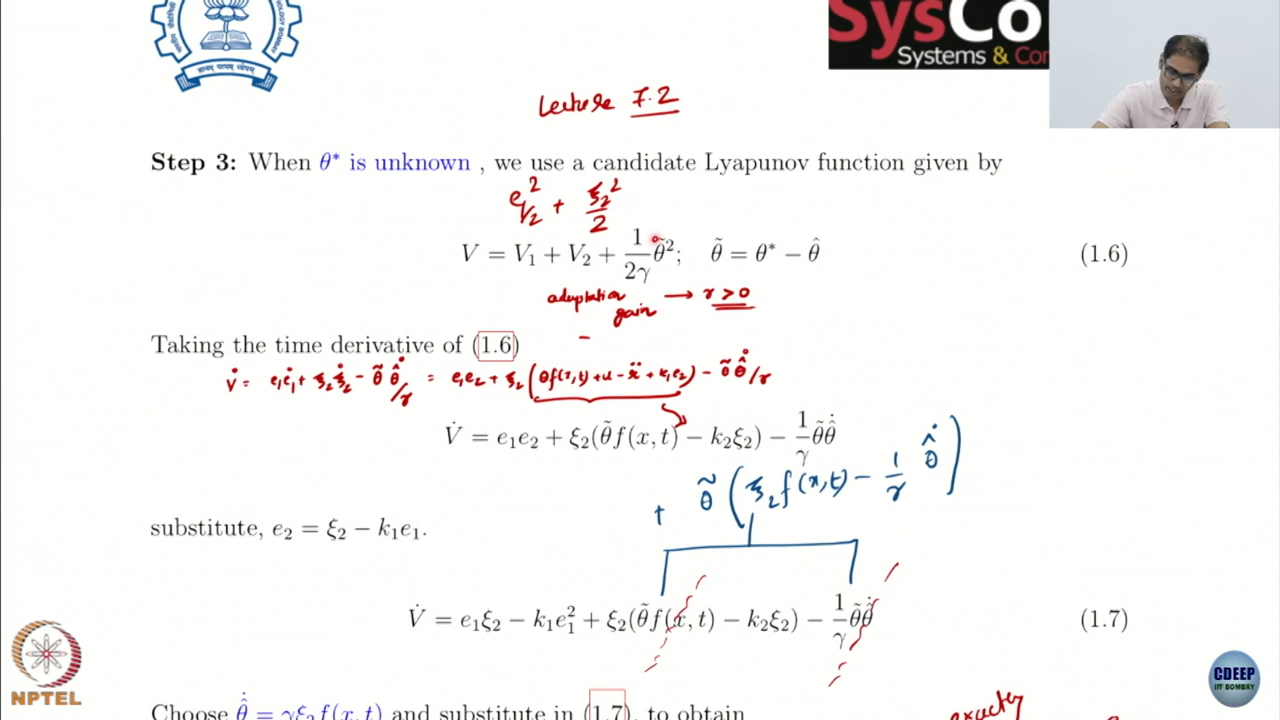 SysCo
Systems & Con
Lecture 7.2
Step 3: When θ* is unknown , we use a candidate Lyapunov function given by
e₁²/2 + ξ₂²/2
V = V₁ + V₂ + 1/2γ θ̃²; θ̃ = θ* − θ̂ (1.6)
adaptation gain → γ > 0
Taking the time derivative of (1.6)
V̇ = e₁ė₁ + ξ₂ξ̇₂ − θ̃ θ̂̇/γ = e₁e₂ + ξ₂(θf(x,t) + u − r̈ + k₁e₂) − θ̃ θ̂̇/γ
V̇ = e₁e₂ + ξ₂(θ̃f(x, t) − k₂ξ₂) − 1/γ θ̃θ̂̇
+ θ̃ (ξ₂f(x,t) − 1/γ θ̂̇)
substitute, e₂ = ξ₂ − k₁e₁.
V̇ = e₁ξ₂ − k₁e₁² + ξ₂(θ̃f(x, t) − k₂ξ₂) − 1/γ θ̃θ̂̇ (1.7)
Choose θ̂̇ = γξ₂f(x, t) and substitute in (1.7), to obtain
exactly
NPTEL
CDEEP
IIT BOMBAY